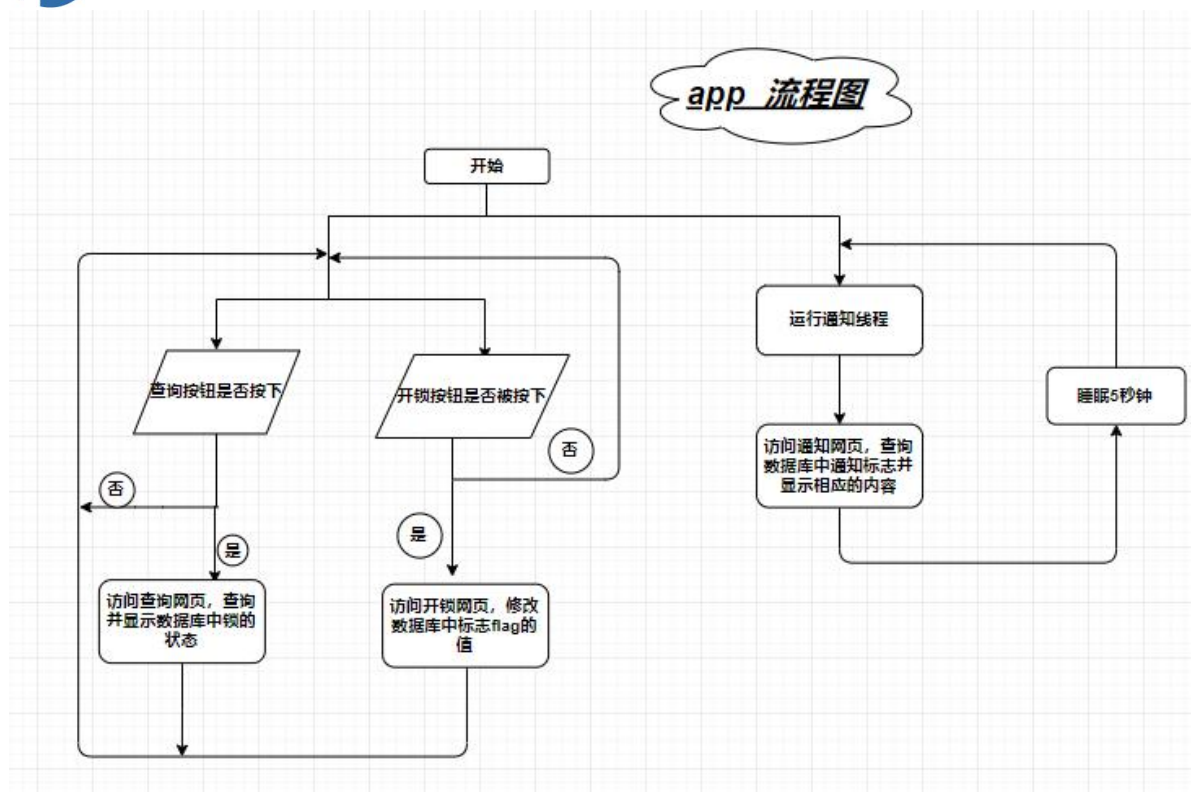 app 流程图
开始
运行通知线程
查询按钮是否按下
开锁按钮是否被按下
睡眠5秒钟
否
访问通知网页，查询
数据库中通知标志并
显示相应的内容
否
是
是
访问查询网页，查询
并显示数据库中锁的
状态
访问开锁网页，修改
数据库中标志flag的
值